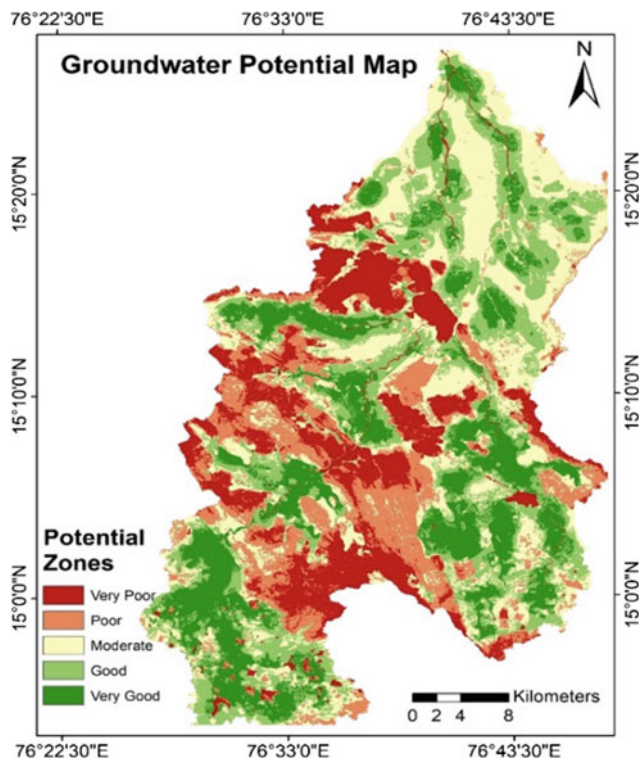 76°22'30"E 76°33'0"E 76°43'30"E
Groundwater Potential Map
N
15°20'0"N 15°20'0"N
15°10'0"N 15°10'0"N
15°0'0"N 15°0'0"N
Potential
Zones
Very Poor
Poor
Moderate
Good
Very Good
Kilometers
0 2 4 8
76°22'30"E 76°33'0"E 76°43'30"E